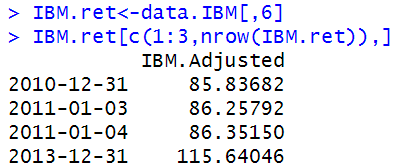 > IBM.ret<-data.IBM[,6]
> IBM.ret[c(1:3,nrow(IBM.ret)),]
IBM.Adjusted
2010-12-31 85.83682
2011-01-03 86.25792
2011-01-04 86.35150
2013-12-31 115.64046